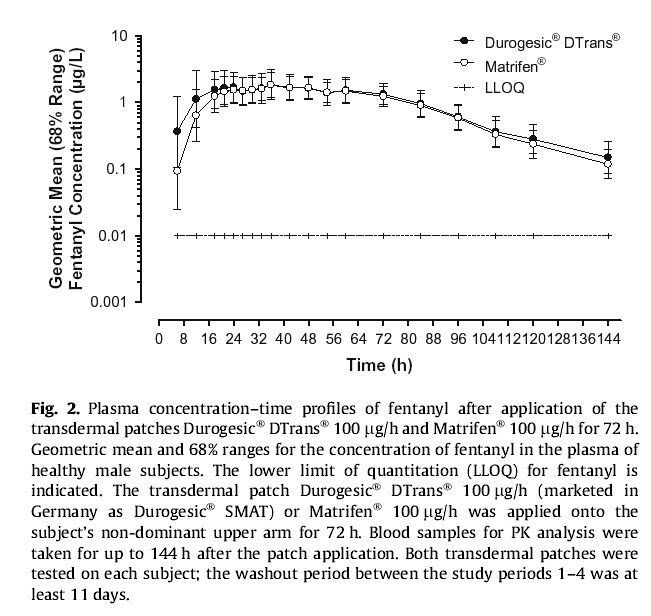 10
1
0.1
0.01
0.001
Geometric Mean (68% Range)
Fentanyl Concentration (µg/L)
Durogesic® DTrans®
Matrifen®
LLOQ
0 8 16 24 32 40 48 56 64 72 80 88 96 104 112 120 128 136 144
Time (h)
Fig. 2. Plasma concentration–time profiles of fentanyl after application of the
transdermal patches Durogesic® DTrans® 100 µg/h and Matrifen® 100 µg/h for 72 h.
Geometric mean and 68% ranges for the concentration of fentanyl in the plasma of
healthy male subjects. The lower limit of quantitation (LLOQ) for fentanyl is
indicated. The transdermal patch Durogesic® DTrans® 100 µg/h (marketed in
Germany as Durogesic® SMAT) or Matrifen® 100 µg/h was applied onto the
subject's non-dominant upper arm for 72 h. Blood samples for PK analysis were
taken for up to 144 h after the patch application. Both transdermal patches were
tested on each subject; the washout period between the study periods 1–4 was at
least 11 days.